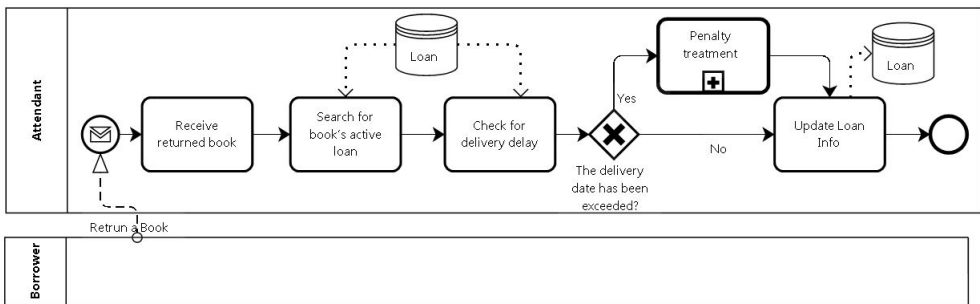 Attendant
Receive
returned book
Search for
book's active
loan
Loan
Check for
delivery delay
The delivery
date has been
exceeded?
Yes
No
Penalty
treatment
Update Loan
Info
Loan
Retrun a Book
Borrower